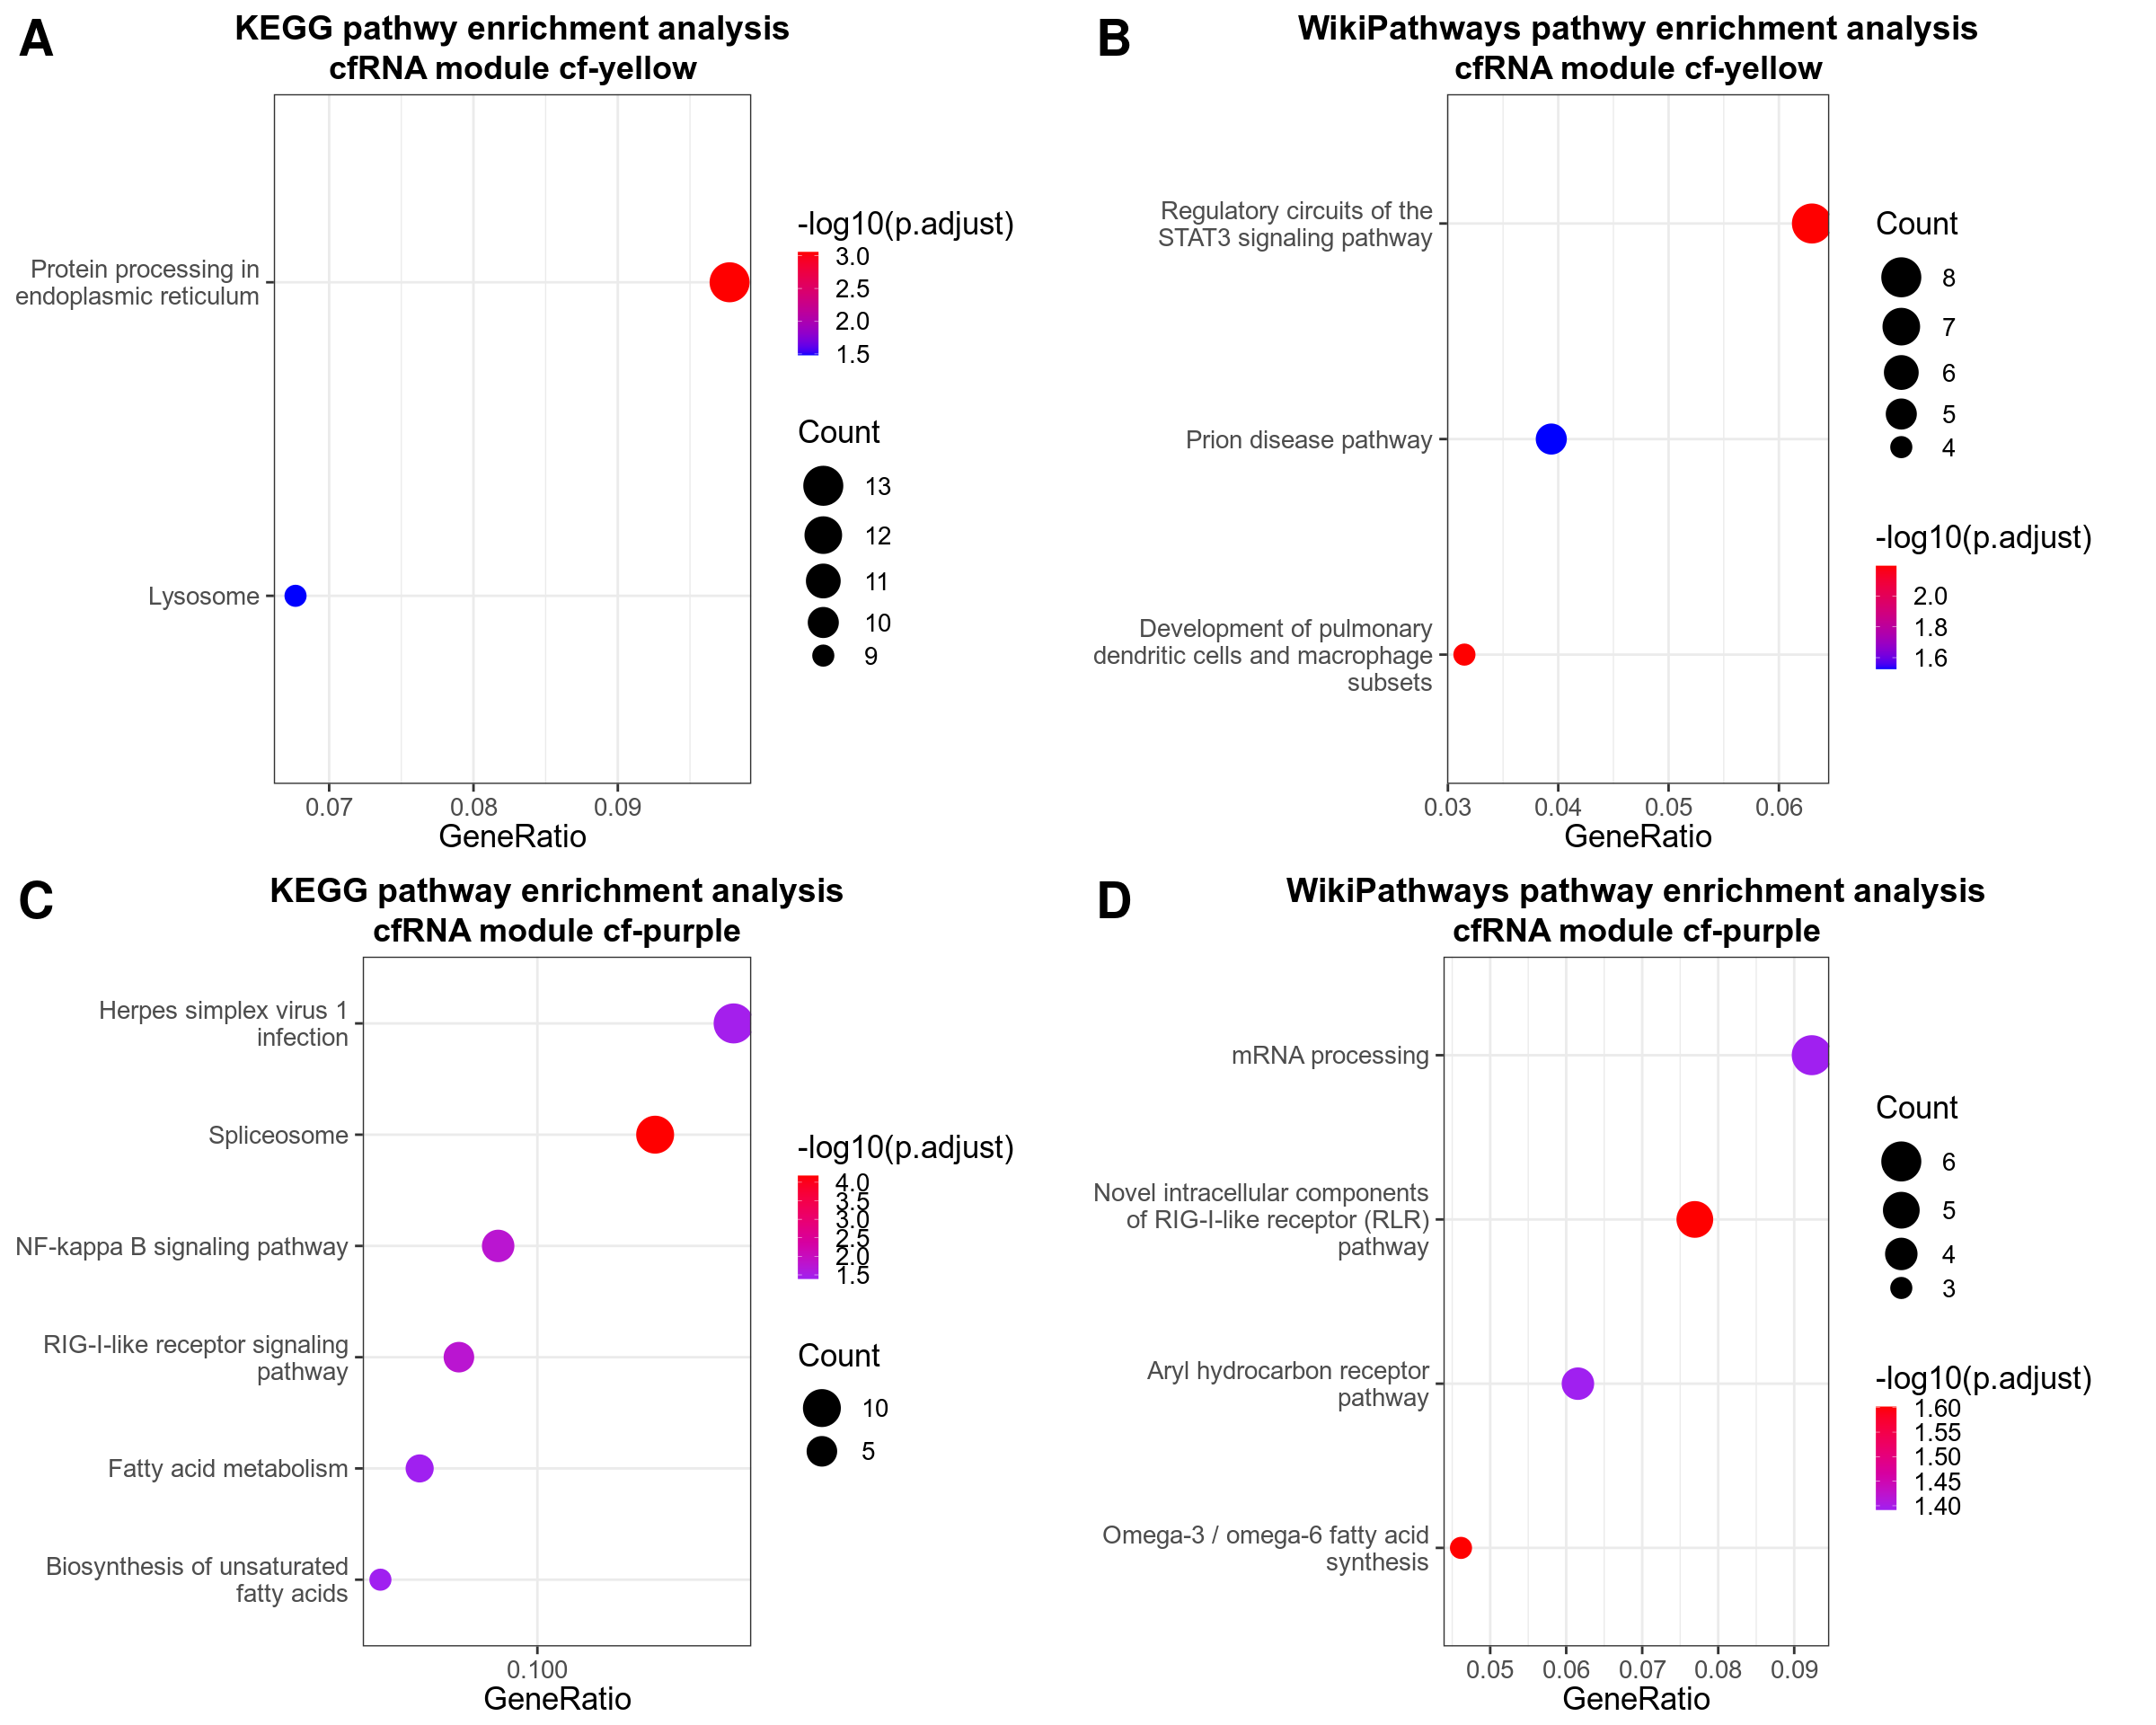 A
KEGG pathwy enrichment analysis
cfRNA module cf-yellow
Protein processing in
endoplasmic reticulum
Lysosome
0.07
0.08
0.09
GeneRatio
-log10(p.adjust)
3.0
2.5
2.0
1.5
Count
13
12
11
10
9
B
WikiPathways pathwy enrichment analysis
cfRNA module cf-yellow
Regulatory circuits of the
STAT3 signaling pathway
Prion disease pathway
Development of pulmonary
dendritic cells and macrophage
subsets
0.03
0.04
0.05
0.06
GeneRatio
Count
8
7
6
5
4
-log10(p.adjust)
2.0
1.8
1.6
C
KEGG pathway enrichment analysis
cfRNA module cf-purple
Herpes simplex virus 1
infection
Spliceosome
NF-kappa B signaling pathway
RIG-I-like receptor signaling
pathway
Fatty acid metabolism
Biosynthesis of unsaturated
fatty acids
0.100
GeneRatio
-log10(p.adjust)
4.0
3.5
3.0
2.5
2.0
1.5
Count
10
5
D
WikiPathways pathway enrichment analysis
cfRNA module cf-purple
mRNA processing
Novel intracellular components
of RIG-I-like receptor (RLR)
pathway
Aryl hydrocarbon receptor
pathway
Omega-3 / omega-6 fatty acid
synthesis
0.05
0.06
0.07
0.08
0.09
GeneRatio
Count
6
5
4
3
-log10(p.adjust)
1.60
1.55
1.50
1.45
1.40